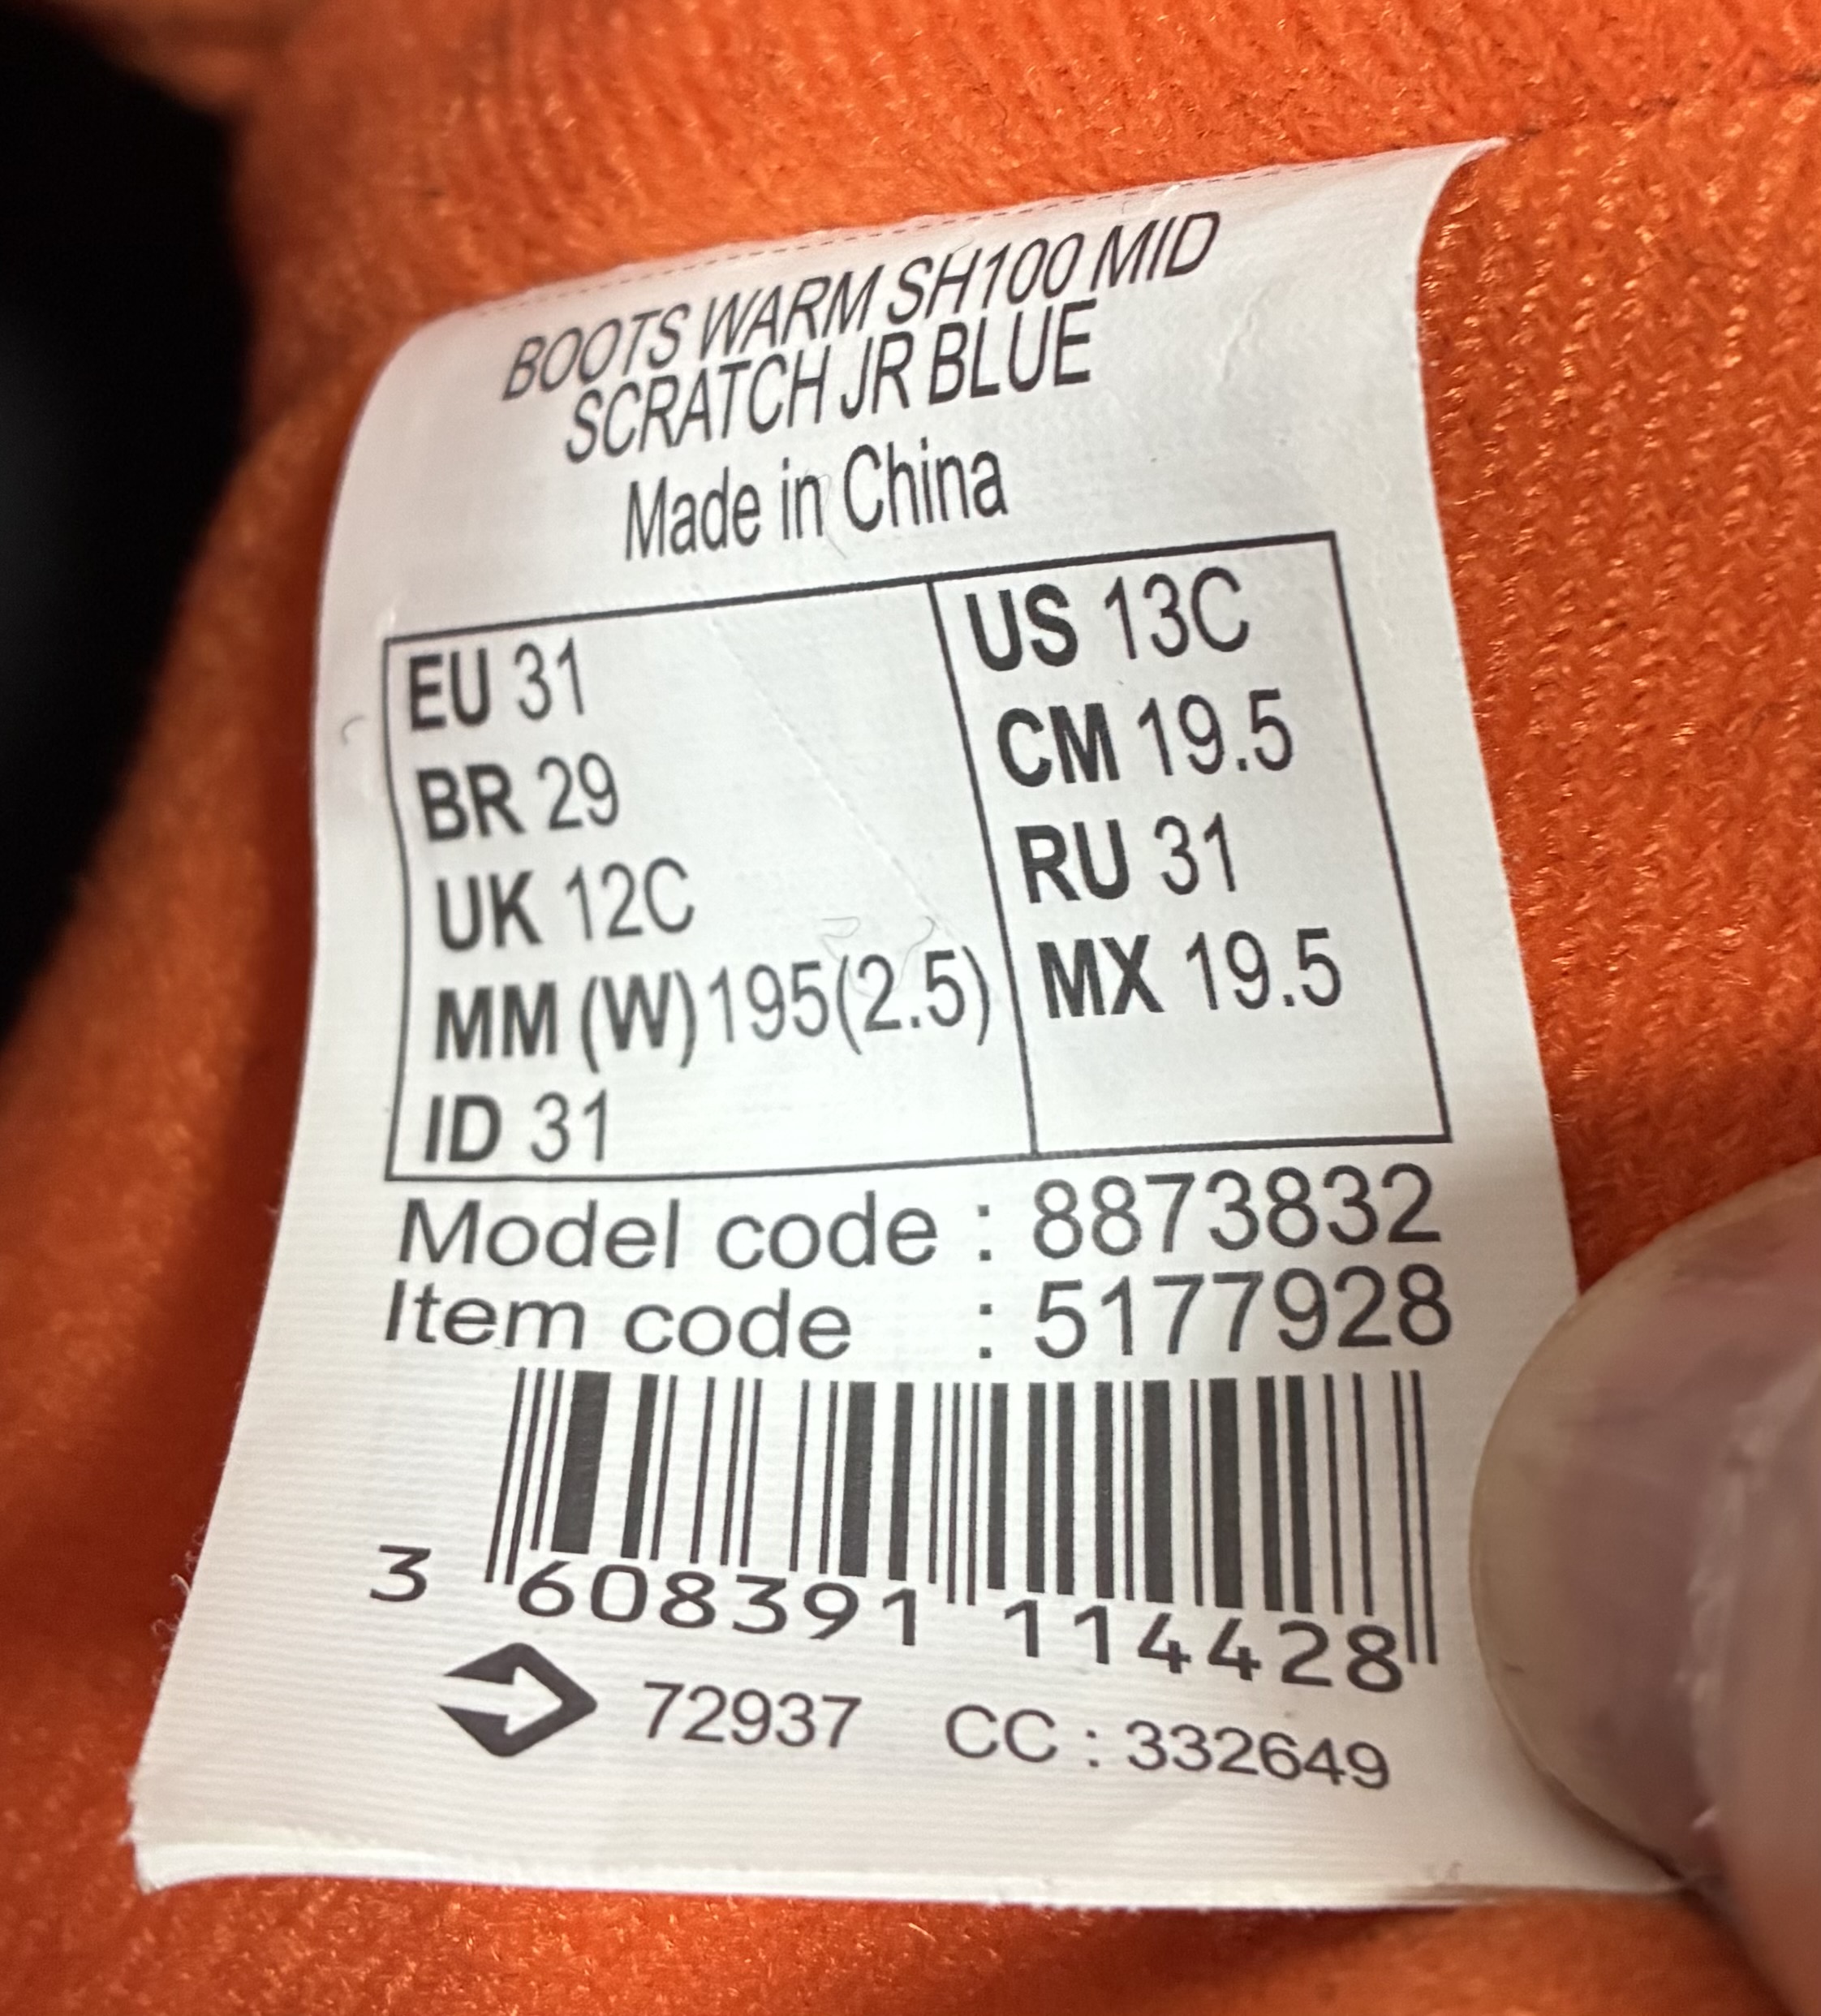 BOOTS WARM SH100 MID
SCRATCH JR BLUE
Made in China
EU 31
BR 29
UK 12C
MM (W)195(2.5)
ID 31
US 13C
CM 19.5
RU 31
MX 19.5
Model code : 8873832
Item code : 5177928
3 608391 114428
72937 CC : 332649